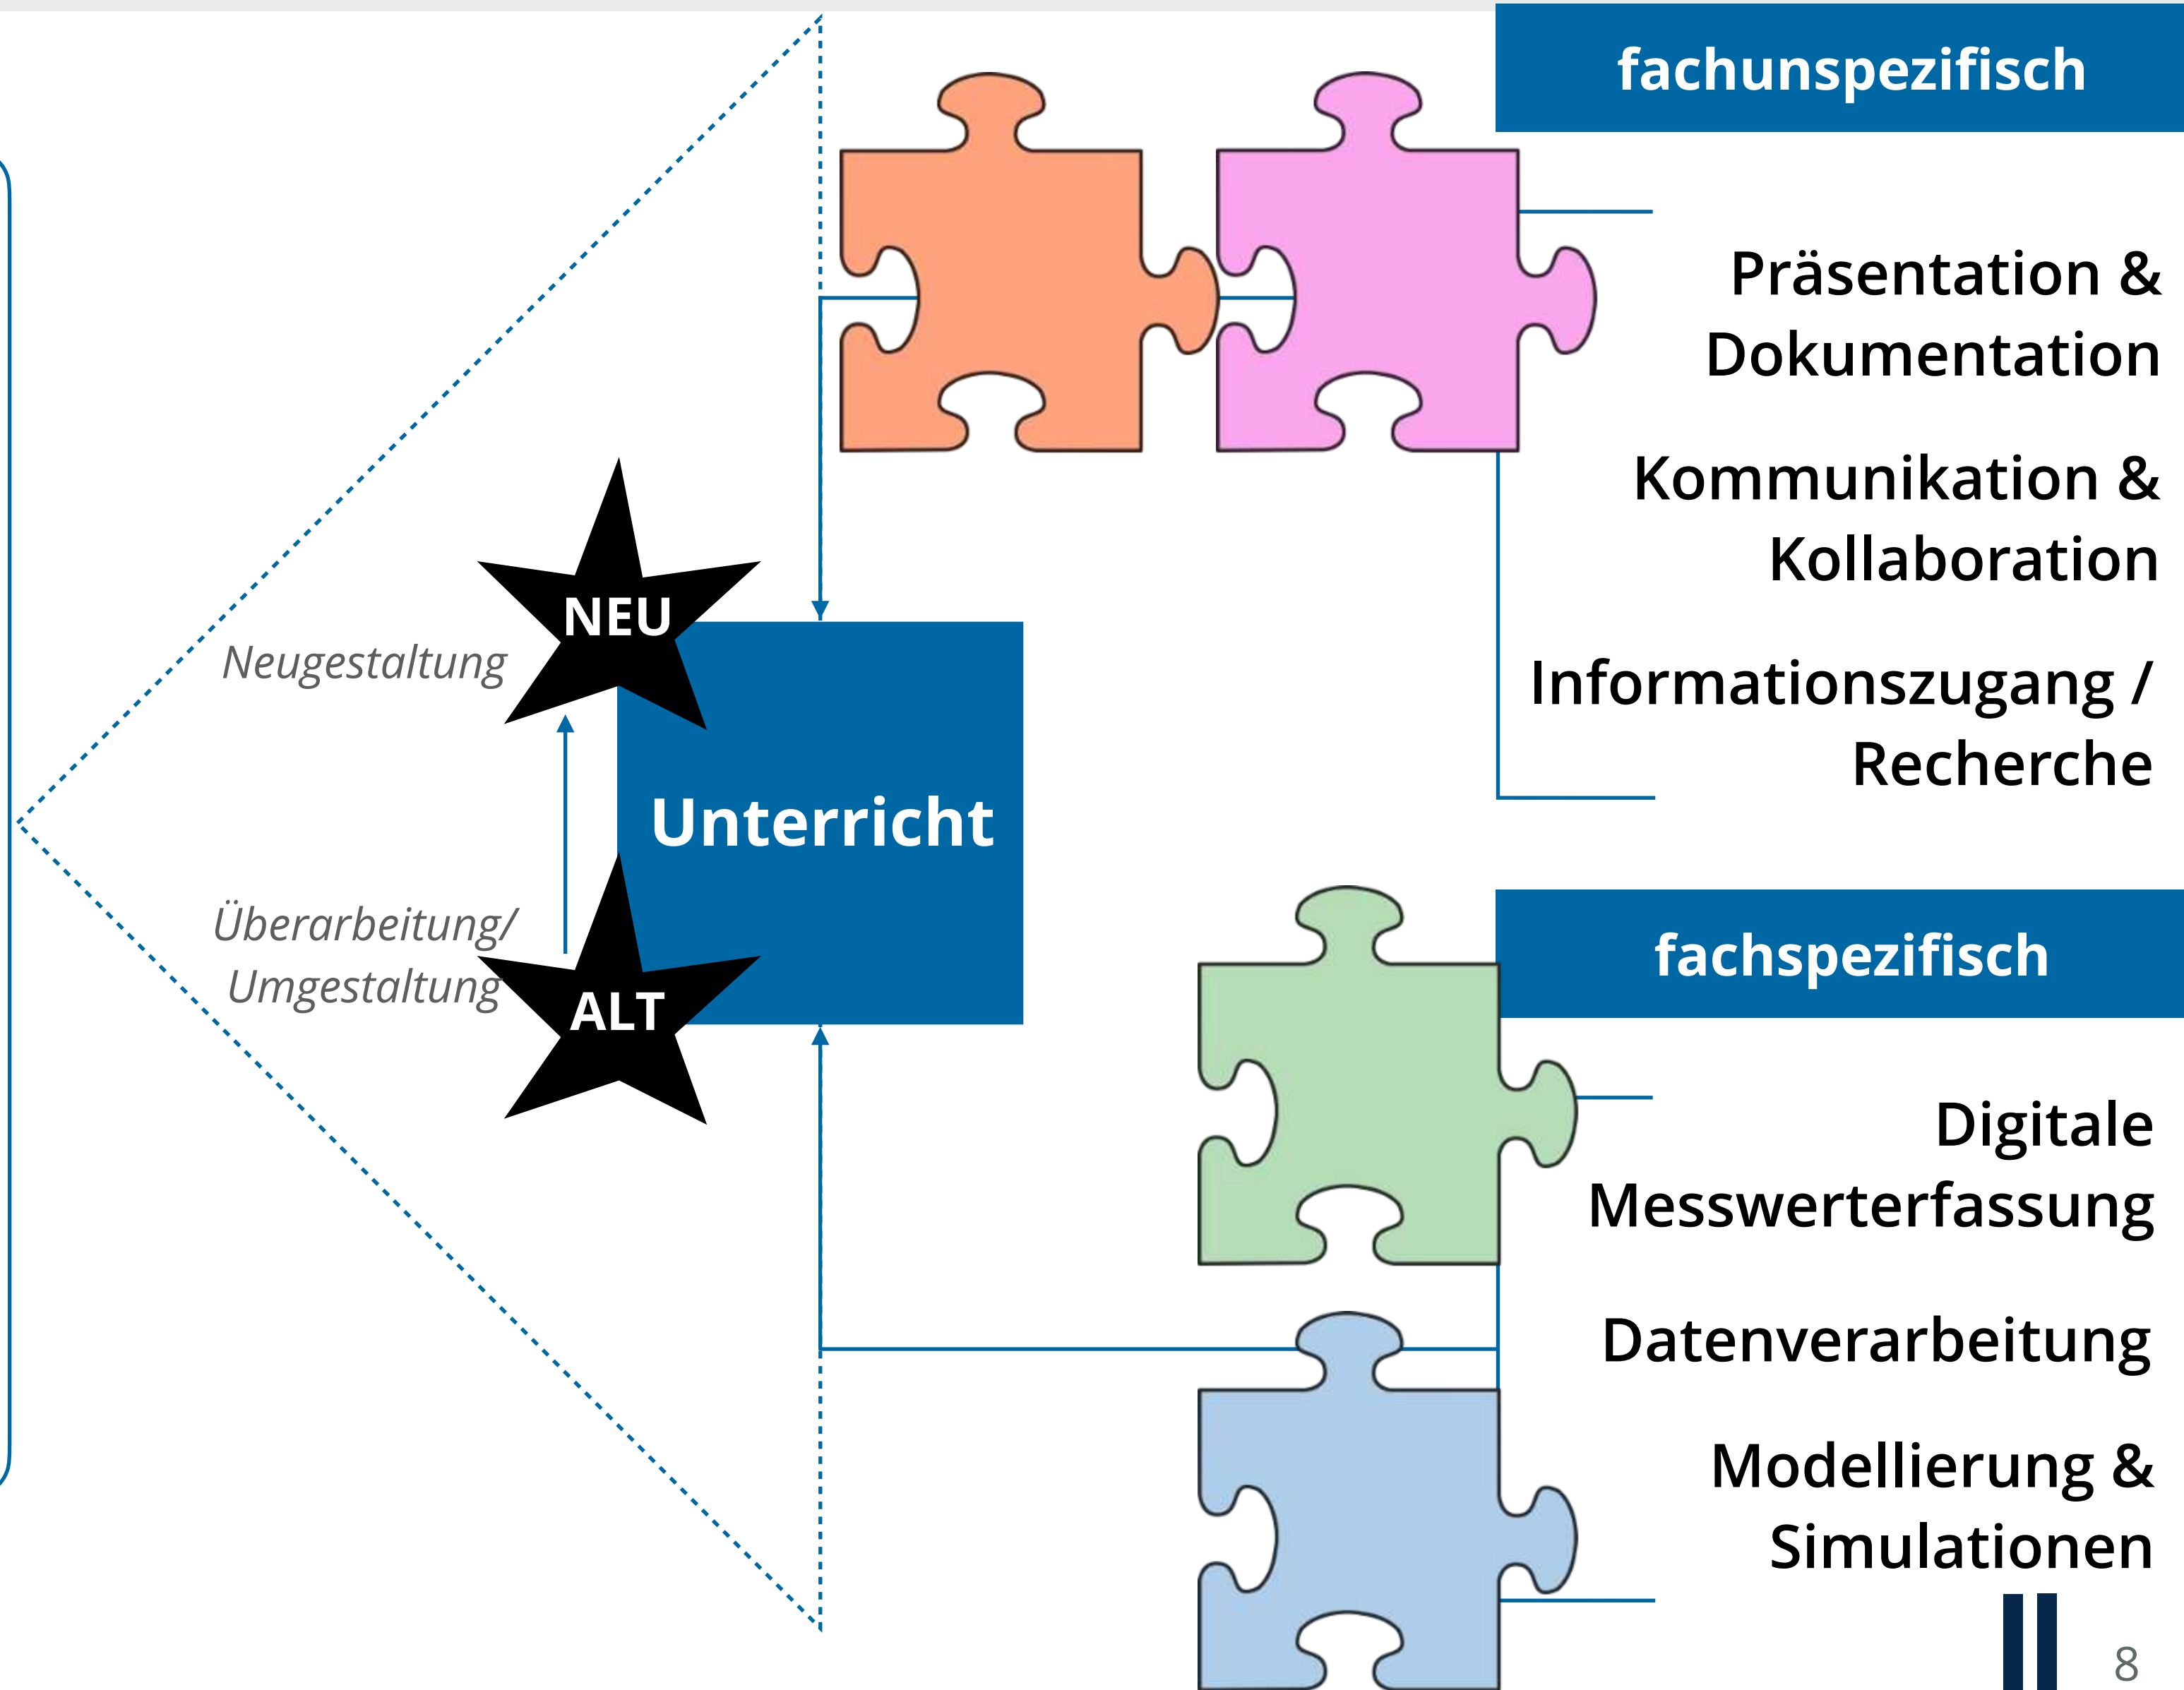 fachunspezifisch
Präsentation &
Dokumentation
Kommunikation &
Kollaboration
Informationszugang /
Recherche
NEU
Neugestaltung
Unterricht
Überarbeitung/
Umgestaltung
ALT
fachspezifisch
Digitale
Messwerterfassung
Datenverarbeitung
Modellierung &
Simulationen
8